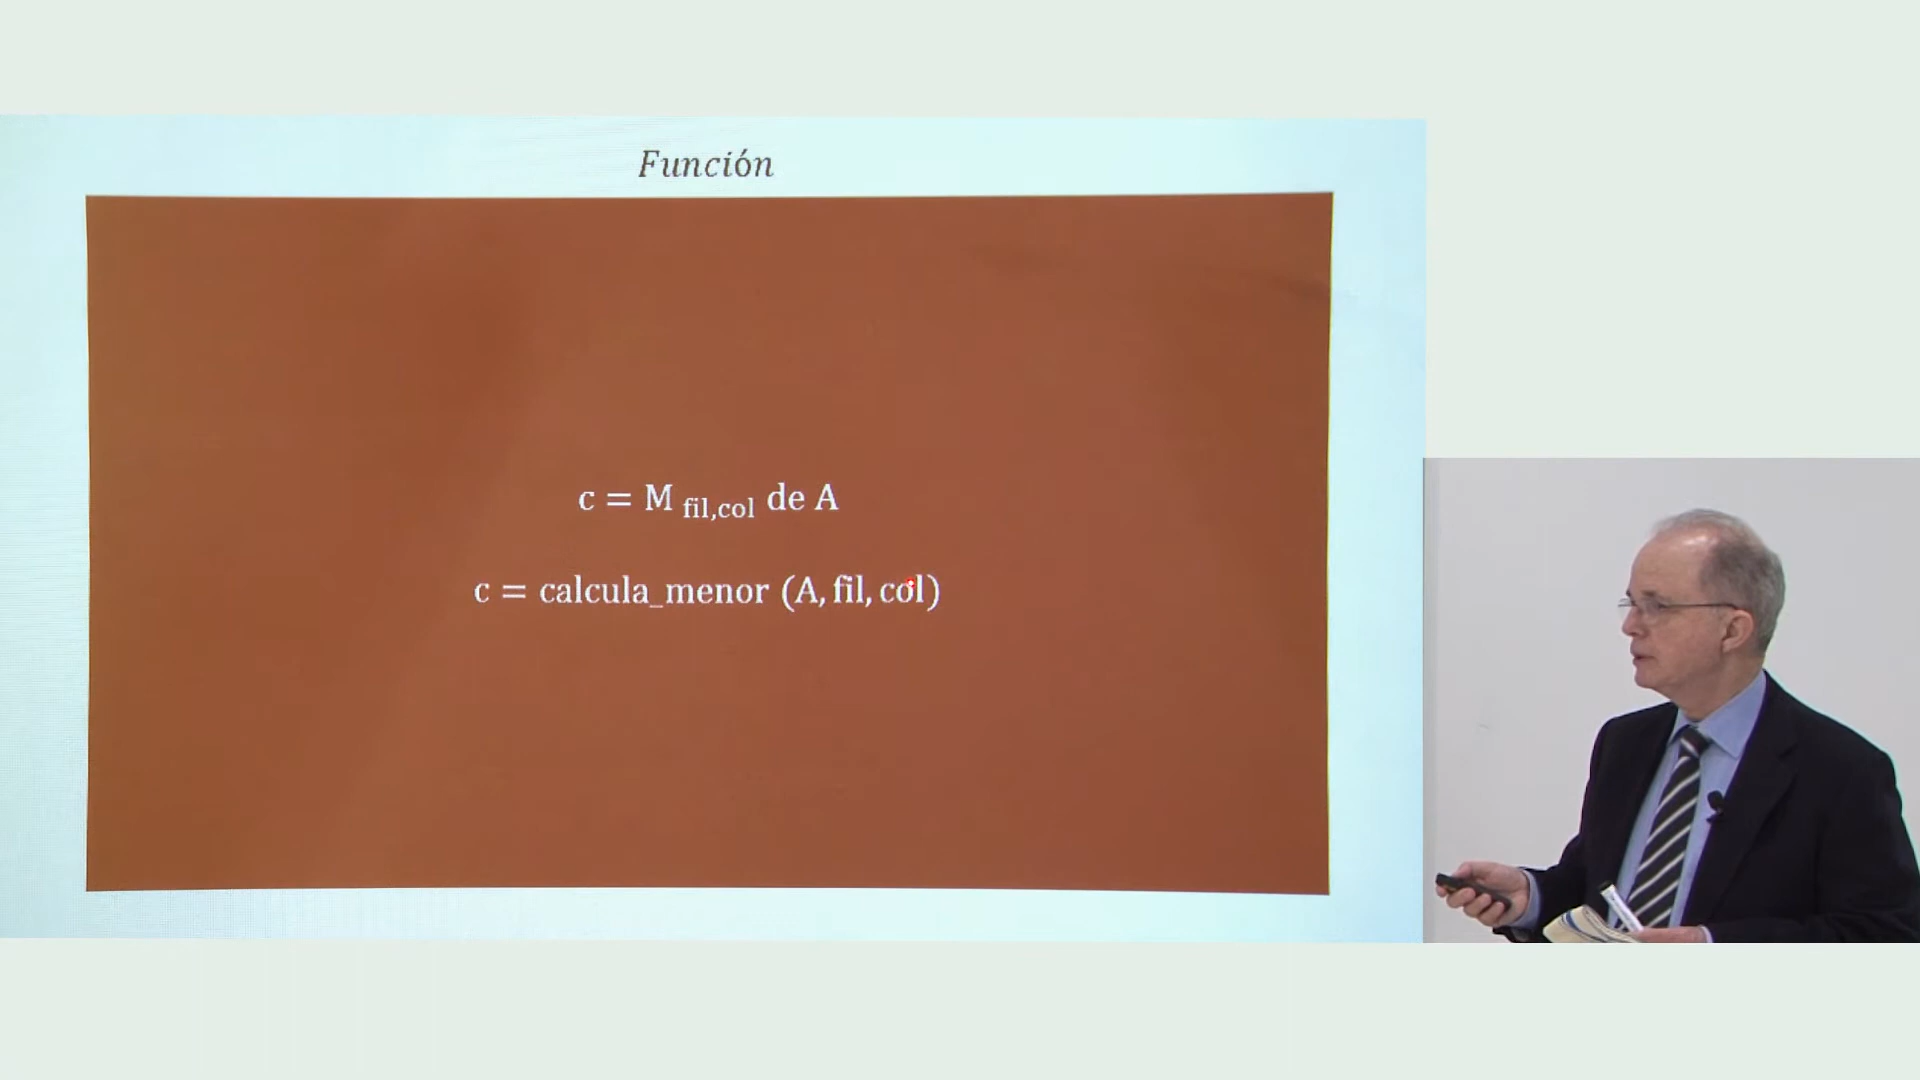 Función
c = M fil,col de A
c = calcula_menor (A, fil, col)